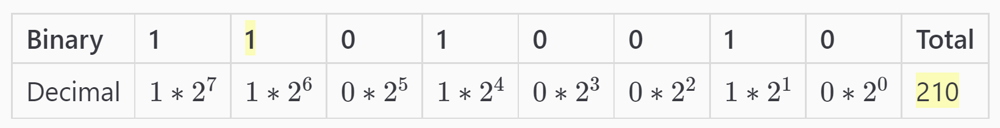 Binary 1 1 0 1 0 0 1 0 Total
Decimal 1 * 2^7 1 * 2^6 0 * 2^5 1 * 2^4 0 * 2^3 0 * 2^2 1 * 2^1 0 * 2^0 210